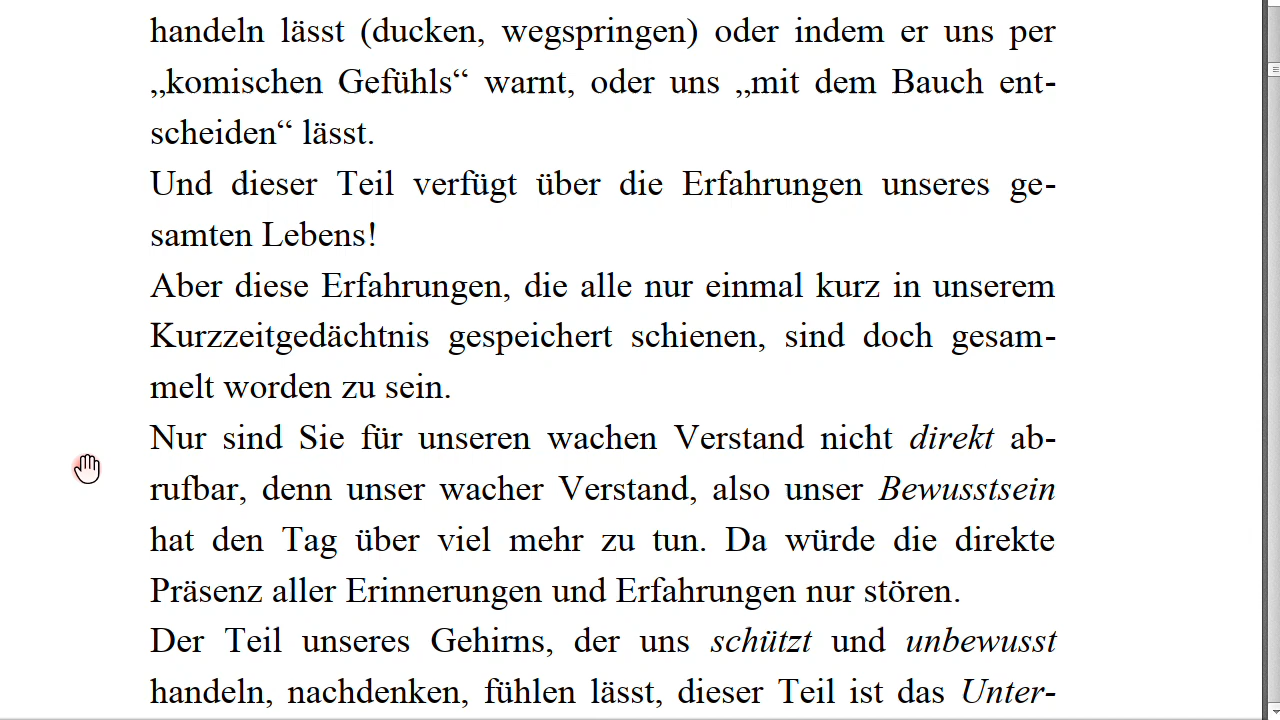 handeln lässt (ducken, wegspringen) oder indem er uns per
„komischen Gefühls“ warnt, oder uns „mit dem Bauch ent-
scheiden“ lässt.
Und dieser Teil verfügt über die Erfahrungen unseres ge-
samten Lebens!
Aber diese Erfahrungen, die alle nur einmal kurz in unserem
Kurzzeitgedächtnis gespeichert schienen, sind doch gesam-
melt worden zu sein.
Nur sind Sie für unseren wachen Verstand nicht direkt ab-
rufbar, denn unser wacher Verstand, also unser Bewusstsein
hat den Tag über viel mehr zu tun. Da würde die direkte
Präsenz aller Erinnerungen und Erfahrungen nur stören.
Der Teil unseres Gehirns, der uns schützt und unbewusst
handeln, nachdenken, fühlen lässt, dieser Teil ist das Unter-